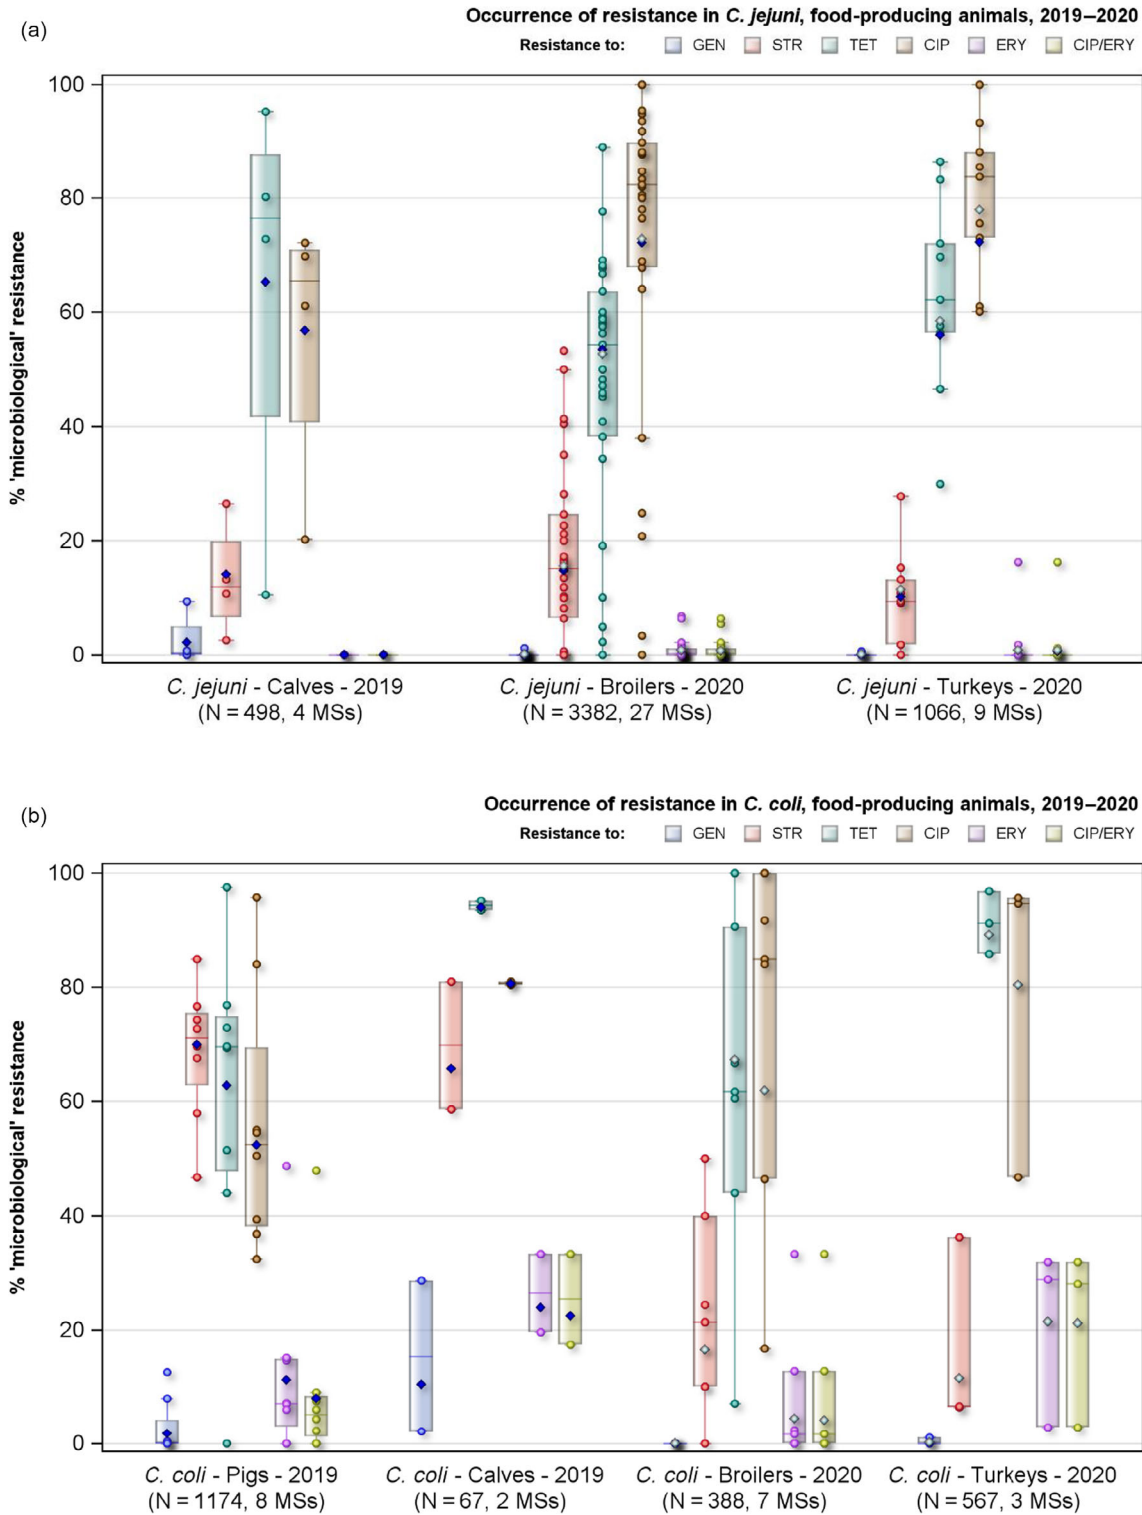 (a)
Occurrence of resistance in C. jejuni, food-producing animals, 2019–2020
Resistance to: GEN STR TET CIP ERY CIP/ERY
% 'microbiological' resistance
100
80
60
40
20
0
C. jejuni - Calves - 2019 C. jejuni - Broilers - 2020 C. jejuni - Turkeys - 2020
(N = 498, 4 MSs) (N = 3382, 27 MSs) (N = 1066, 9 MSs)
(b)
Occurrence of resistance in C. coli, food-producing animals, 2019–2020
Resistance to: GEN STR TET CIP ERY CIP/ERY
% 'microbiological' resistance
100
80
60
40
20
0
C. coli - Pigs - 2019 C. coli - Calves - 2019 C. coli - Broilers - 2020 C. coli - Turkeys - 2020
(N = 1174, 8 MSs) (N = 67, 2 MSs) (N = 388, 7 MSs) (N = 567, 3 MSs)